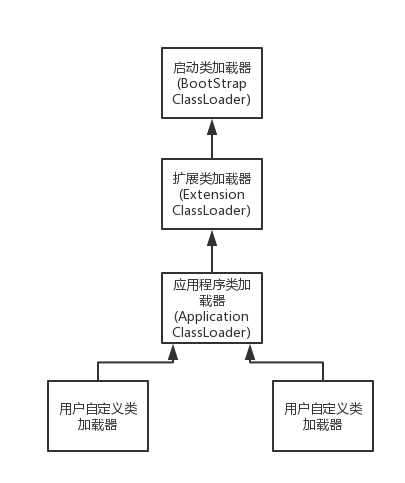 启动类加载器
(BootStrap
ClassLoader)
扩展类加载器
(Extension
ClassLoader)
应用程序类加
载器
(Application
ClassLoader)
用户自定义类
加载器
用户自定义类
加载器